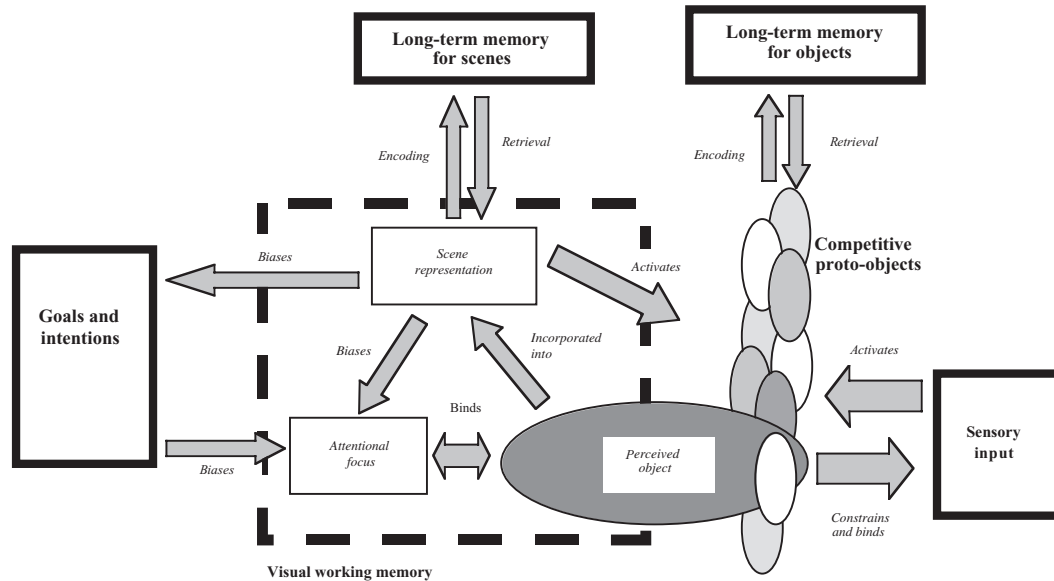 Long-term memory
for scenes
Long-term memory
for objects
Encoding
Retrieval
Encoding
Retrieval
Scene
representation
Biases
Activates
Competitive
proto-objects
Goals and
intentions
Biases
Incorporated
into
Activates
Binds
Attentional
focus
Perceived
object
Sensory
input
Biases
Constrains
and binds
Visual working memory